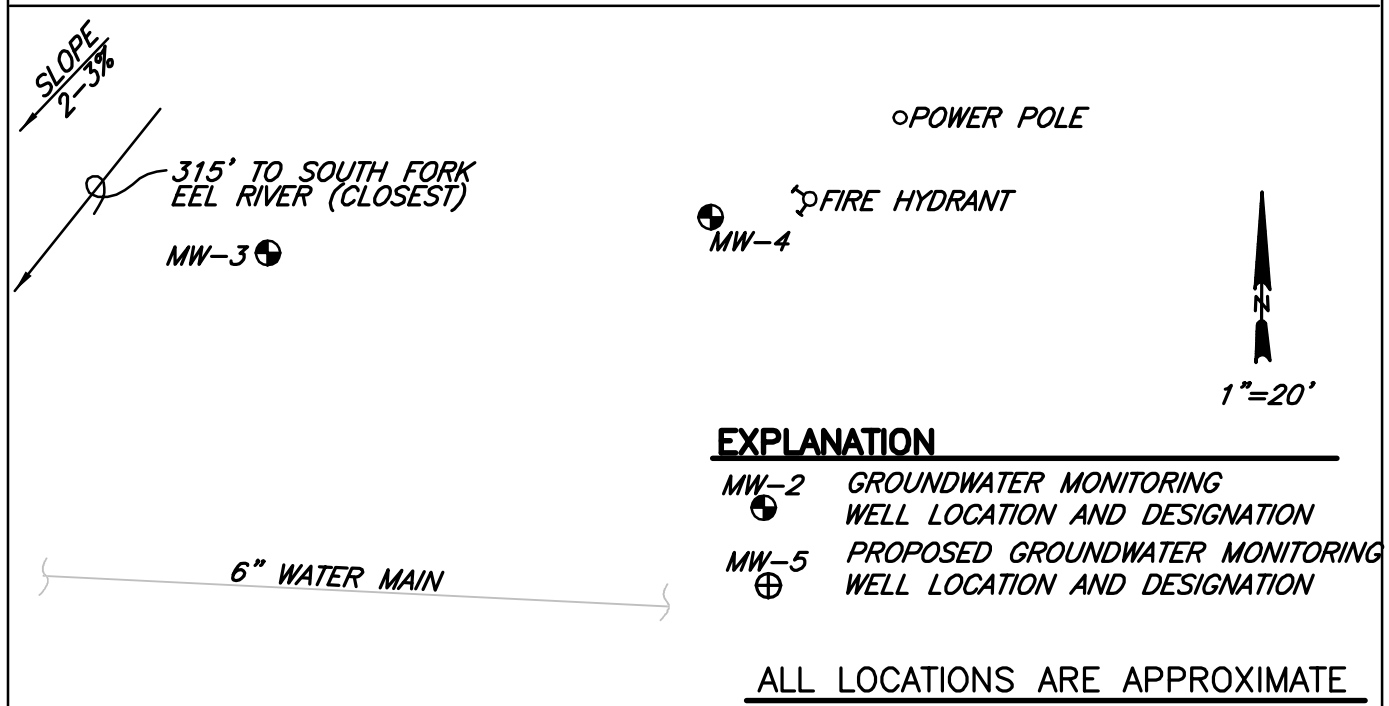 SLOPE
2-3%
POWER POLE
315' TO SOUTH FORK
EEL RIVER (CLOSEST)
FIRE HYDRANT
MW-4
MW-3
N
1"=20'
EXPLANATION
MW-2 GROUNDWATER MONITORING
WELL LOCATION AND DESIGNATION
MW-5 PROPOSED GROUNDWATER MONITORING
WELL LOCATION AND DESIGNATION
6" WATER MAIN
ALL LOCATIONS ARE APPROXIMATE